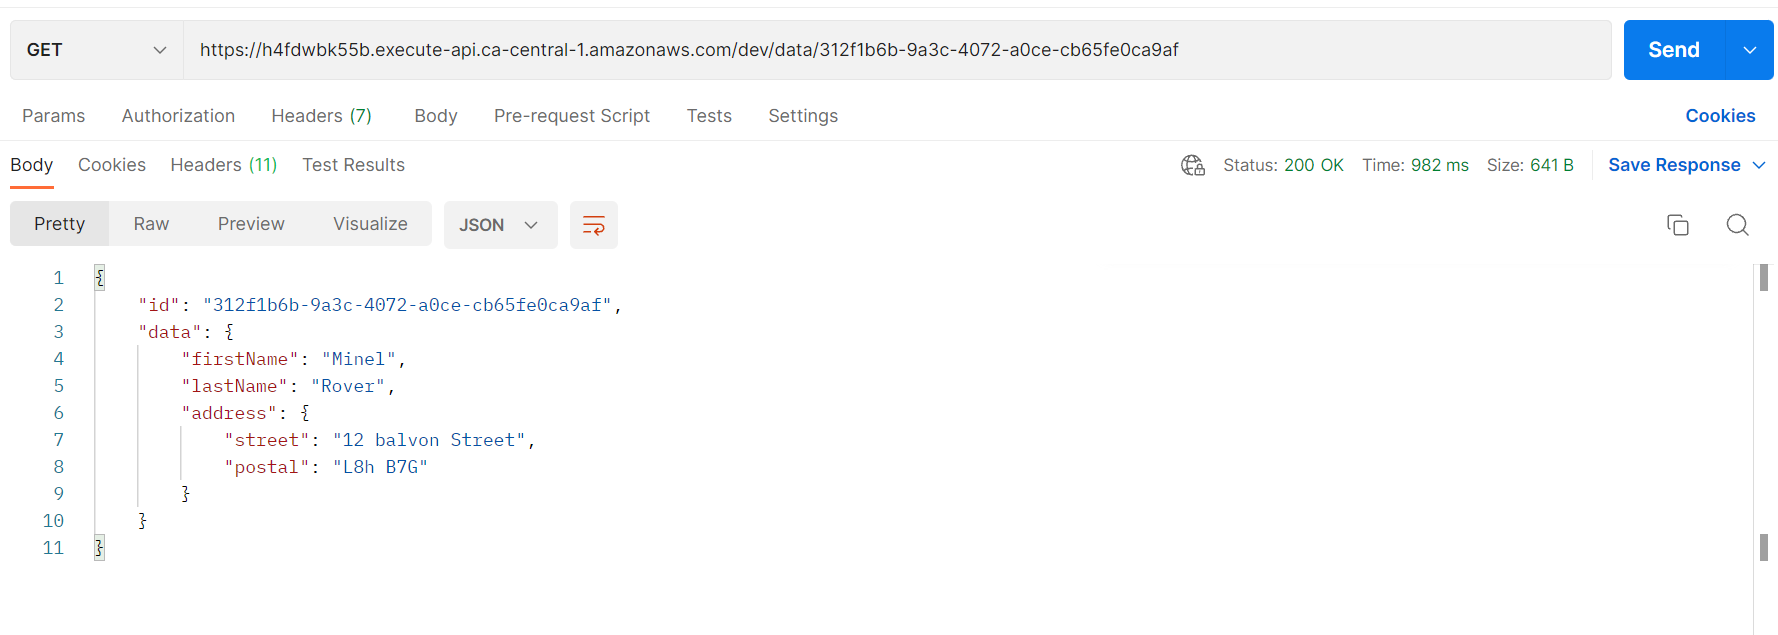 GET https://h4fdwbk55b.execute-api.ca-central-1.amazonaws.com/dev/data/312f1b6b-9a3c-4072-a0ce-cb65fe0ca9af Send
Params Authorization Headers (7) Body Pre-request Script Tests Settings Cookies
Body Cookies Headers (11) Test Results Status: 200 OK Time: 982 ms Size: 641 B Save Response
Pretty Raw Preview Visualize JSON
1 {
2 "id": "312f1b6b-9a3c-4072-a0ce-cb65fe0ca9af",
3 "data": {
4 "firstName": "Minel",
5 "lastName": "Rover",
6 "address": {
7 "street": "12 balvon Street",
8 "postal": "L8h B7G"
9 }
10 }
11 }